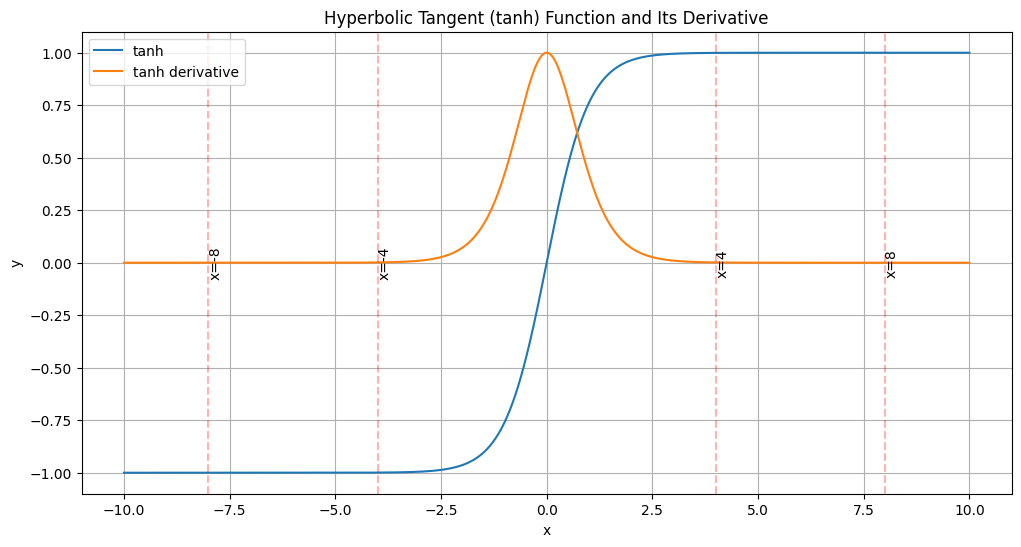 Hyperbolic Tangent (tanh) Function and Its Derivative
tanh
tanh derivative
1.00
0.75
0.50
0.25
0.00
−0.25
−0.50
−0.75
−1.00
y
x=-8
x=-4
x=4
x=8
−10.0 −7.5 −5.0 −2.5 0.0 2.5 5.0 7.5 10.0
x